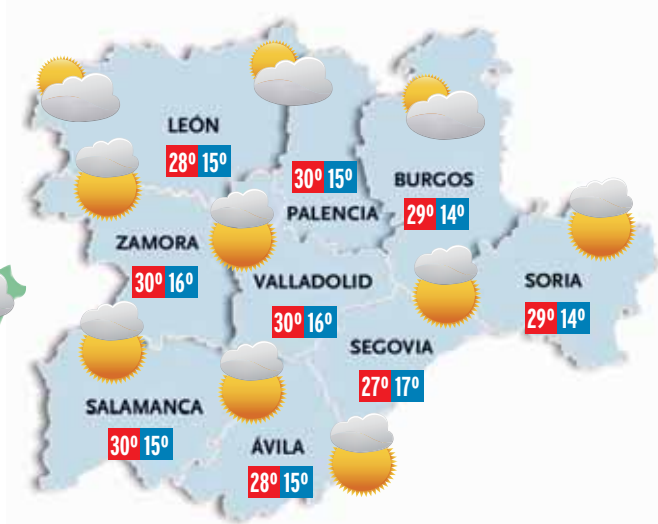 LEÓN
28º 15º
30º 15º
PALENCIA
BURGOS
29º 14º
ZAMORA
30º 16º
VALLADOLID
30º 16º
SORIA
29º 14º
SEGOVIA
27º 17º
SALAMANCA
30º 15º
ÁVILA
28º 15º